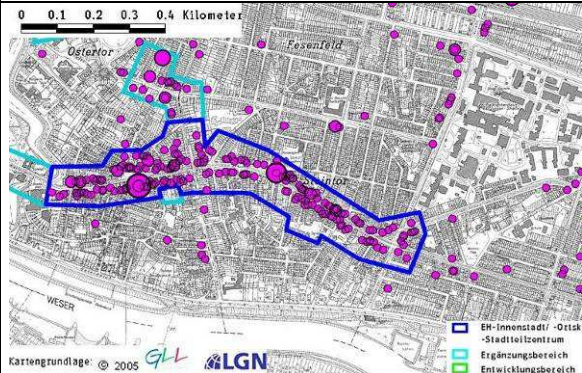 0 0.1 0.2 0.3 0.4 Kilometer
Ostertor
Fesenfeld
Steintor
WESER
EH-Innenstadt/ -Ortsk
-Stadtteilzentrum
Ergänzungsbereich
Entwicklungsbereich
Kartengrundlage: © 2005 GLL LGN